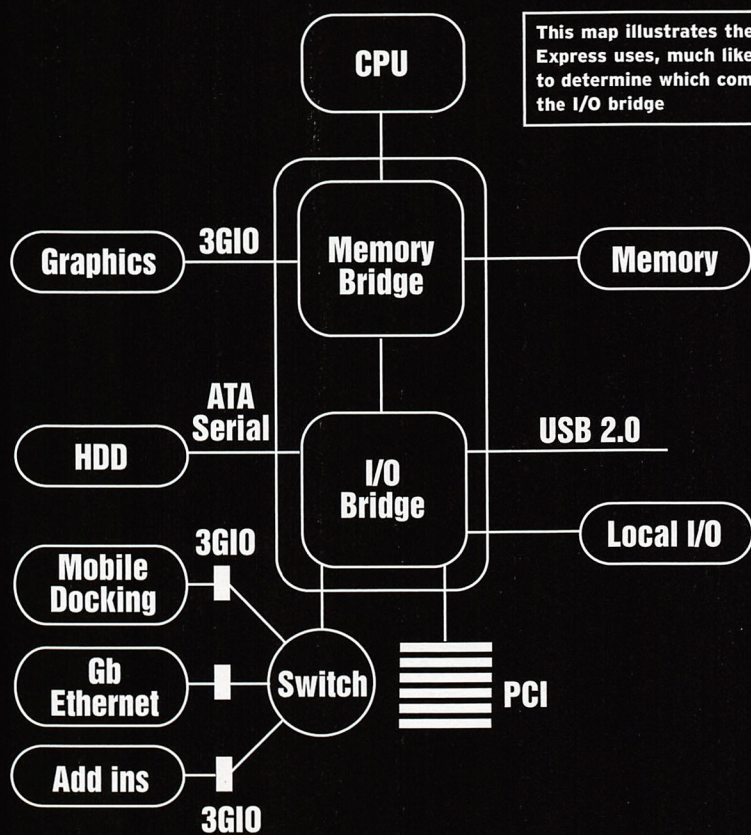 CPU
This map illustrates the
Express uses, much like
to determine which com
the I/O bridge
Graphics
3GIO
Memory
Bridge
Memory
ATA
Serial
HDD
I/O
Bridge
USB 2.0
Local I/O
3GIO
Mobile
Docking
Gb
Ethernet
Switch
PCI
Add ins
3GIO